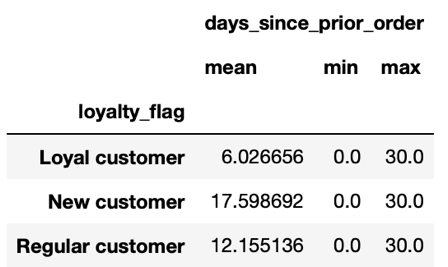 days_since_prior_order
mean min max
loyalty_flag
Loyal customer 6.026656 0.0 30.0
New customer 17.598692 0.0 30.0
Regular customer 12.155136 0.0 30.0